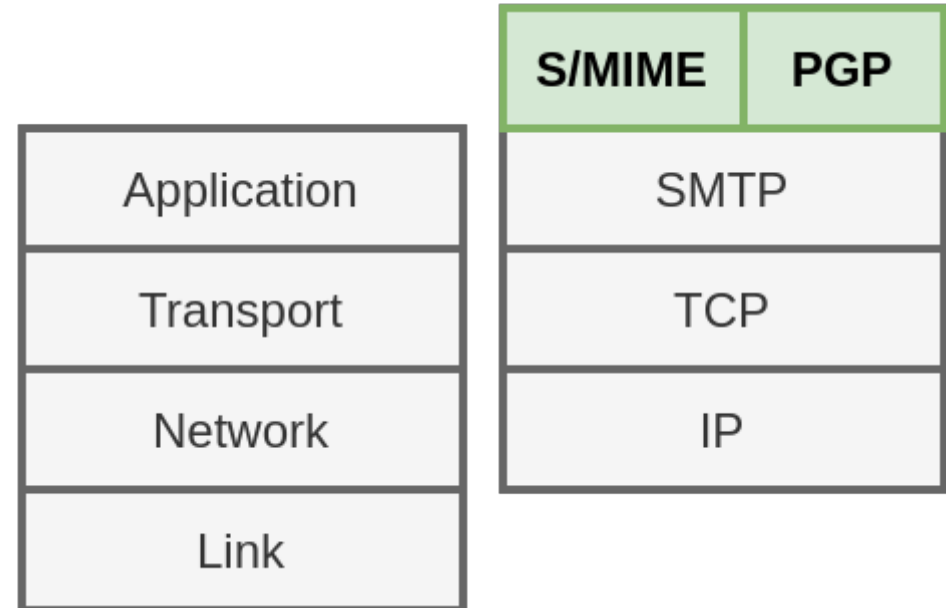 S/MIME PGP
Application SMTP
Transport TCP
Network IP
Link